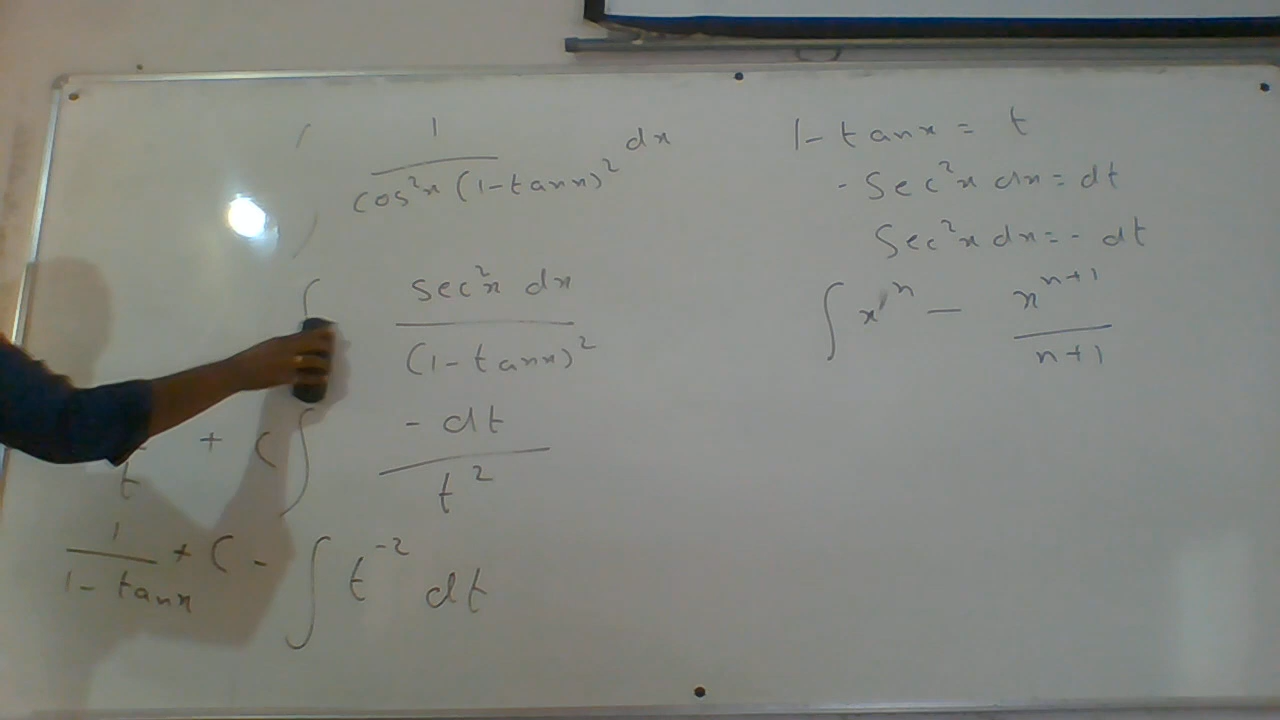 ∫ 1 / cos²x (1-tanx)² dx
∫ sec²x dx / (1-tanx)²
∫ - dt / t²
- ∫ t⁻² dt
t + C
1 / 1-tanx + C
1-tanx = t
- Sec²x dx = dt
Sec²x dx = - dt
∫ xⁿ — xⁿ⁺¹ / n+1